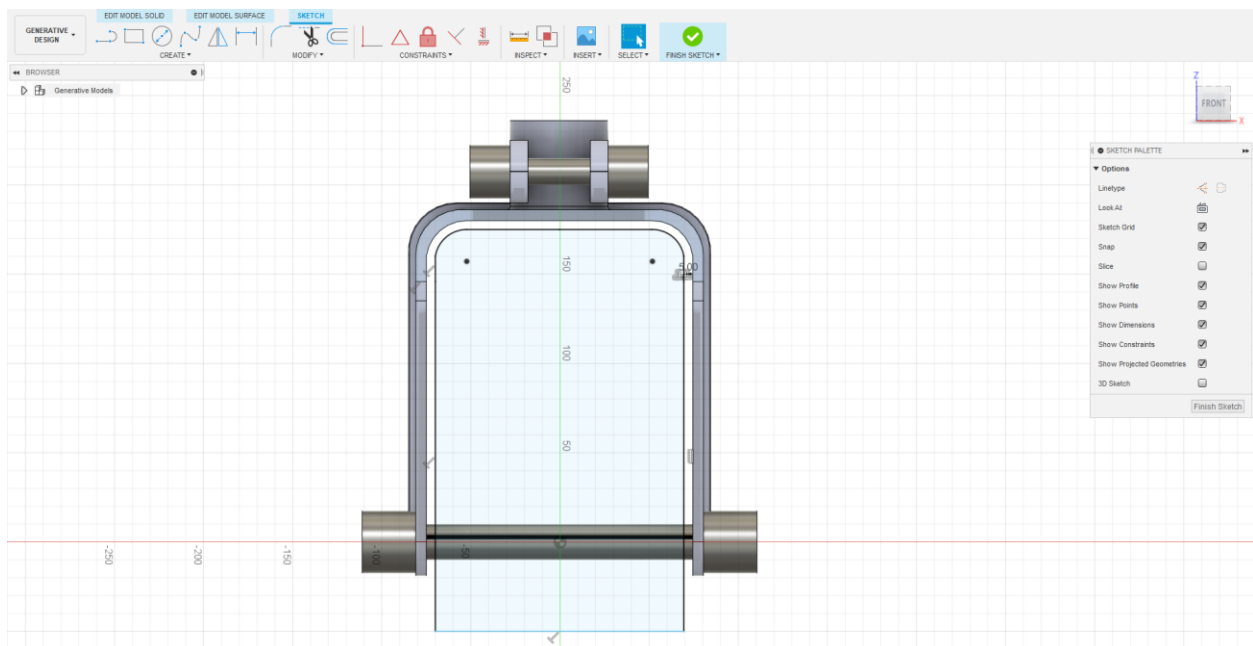 EDIT MODEL SOLID EDIT MODEL SURFACE SKETCH
GENERATIVE
DESIGN
CREATE MODIFY CONSTRAINTS INSPECT INSERT SELECT FINISH SKETCH
BROWSER
Generative Models
250
Z
FRONT
X
SKETCH PALETTE
Options
Linetype
Look At
Sketch Grid
Snap
Slice
Show Profile
Show Points
Show Dimensions
Show Constraints
Show Projected Geometries
3D Sketch
Finish Sketch
150
5.00
100
50
-250
-200
-150
-100
-50